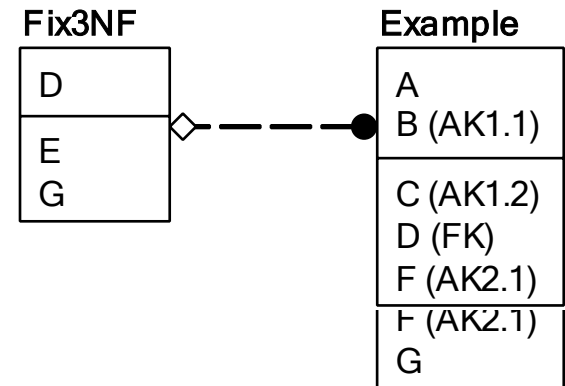 Fix3NF
D
E
G
Example
A
B (AK1.1)
C (AK1.2)
D (FK)
F (AK2.1)
F (AK2.1)
G